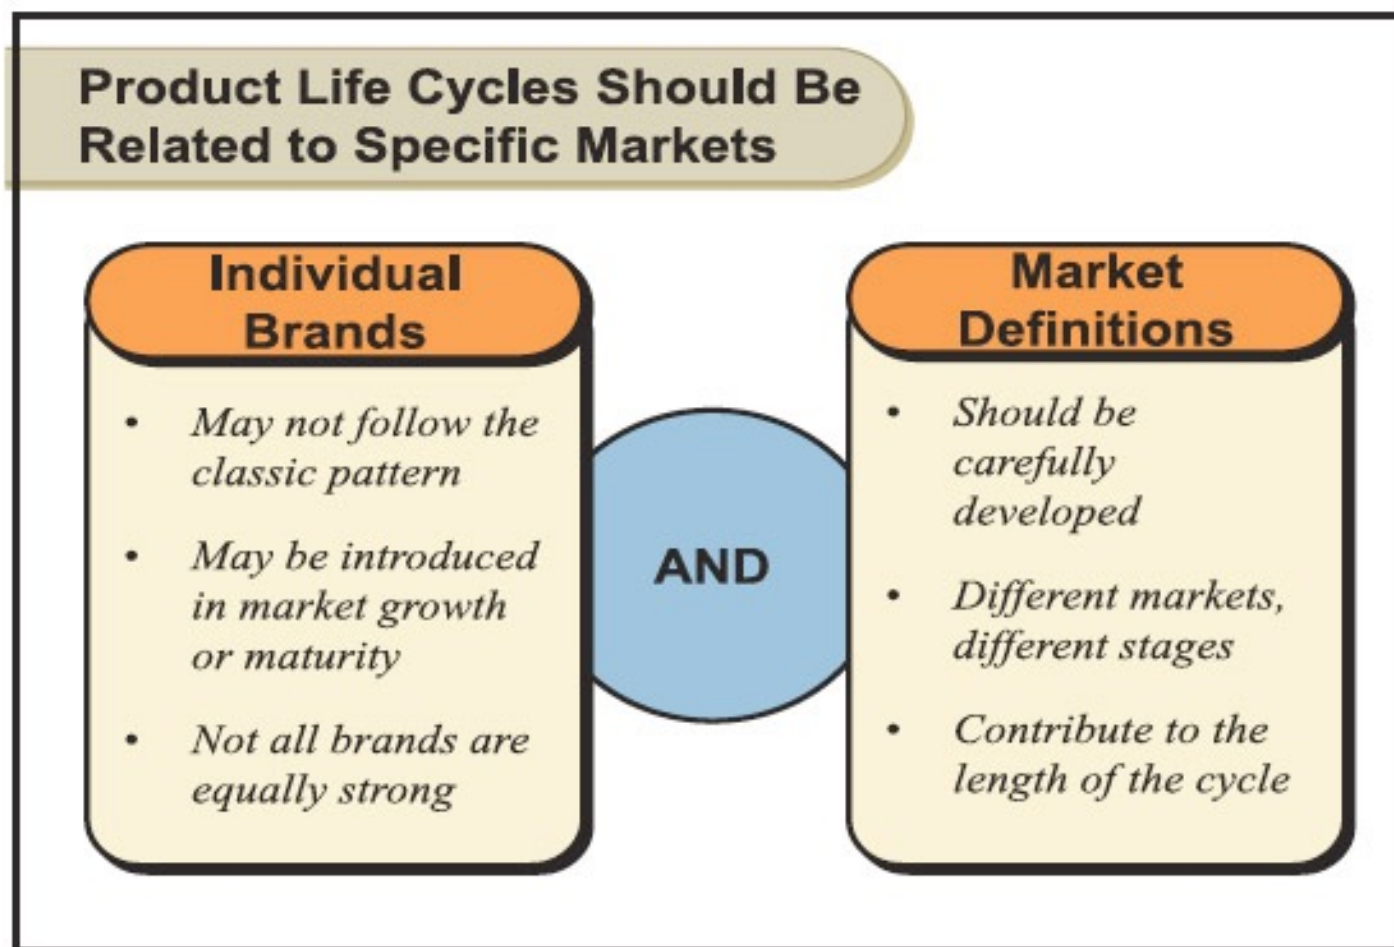 Product Life Cycles Should Be
Related to Specific Markets
Individual
Brands
• May not follow the
classic pattern
• May be introduced
in market growth
or maturity
• Not all brands are
equally strong
AND
Market
Definitions
• Should be
carefully
developed
• Different markets,
different stages
• Contribute to the
length of the cycle